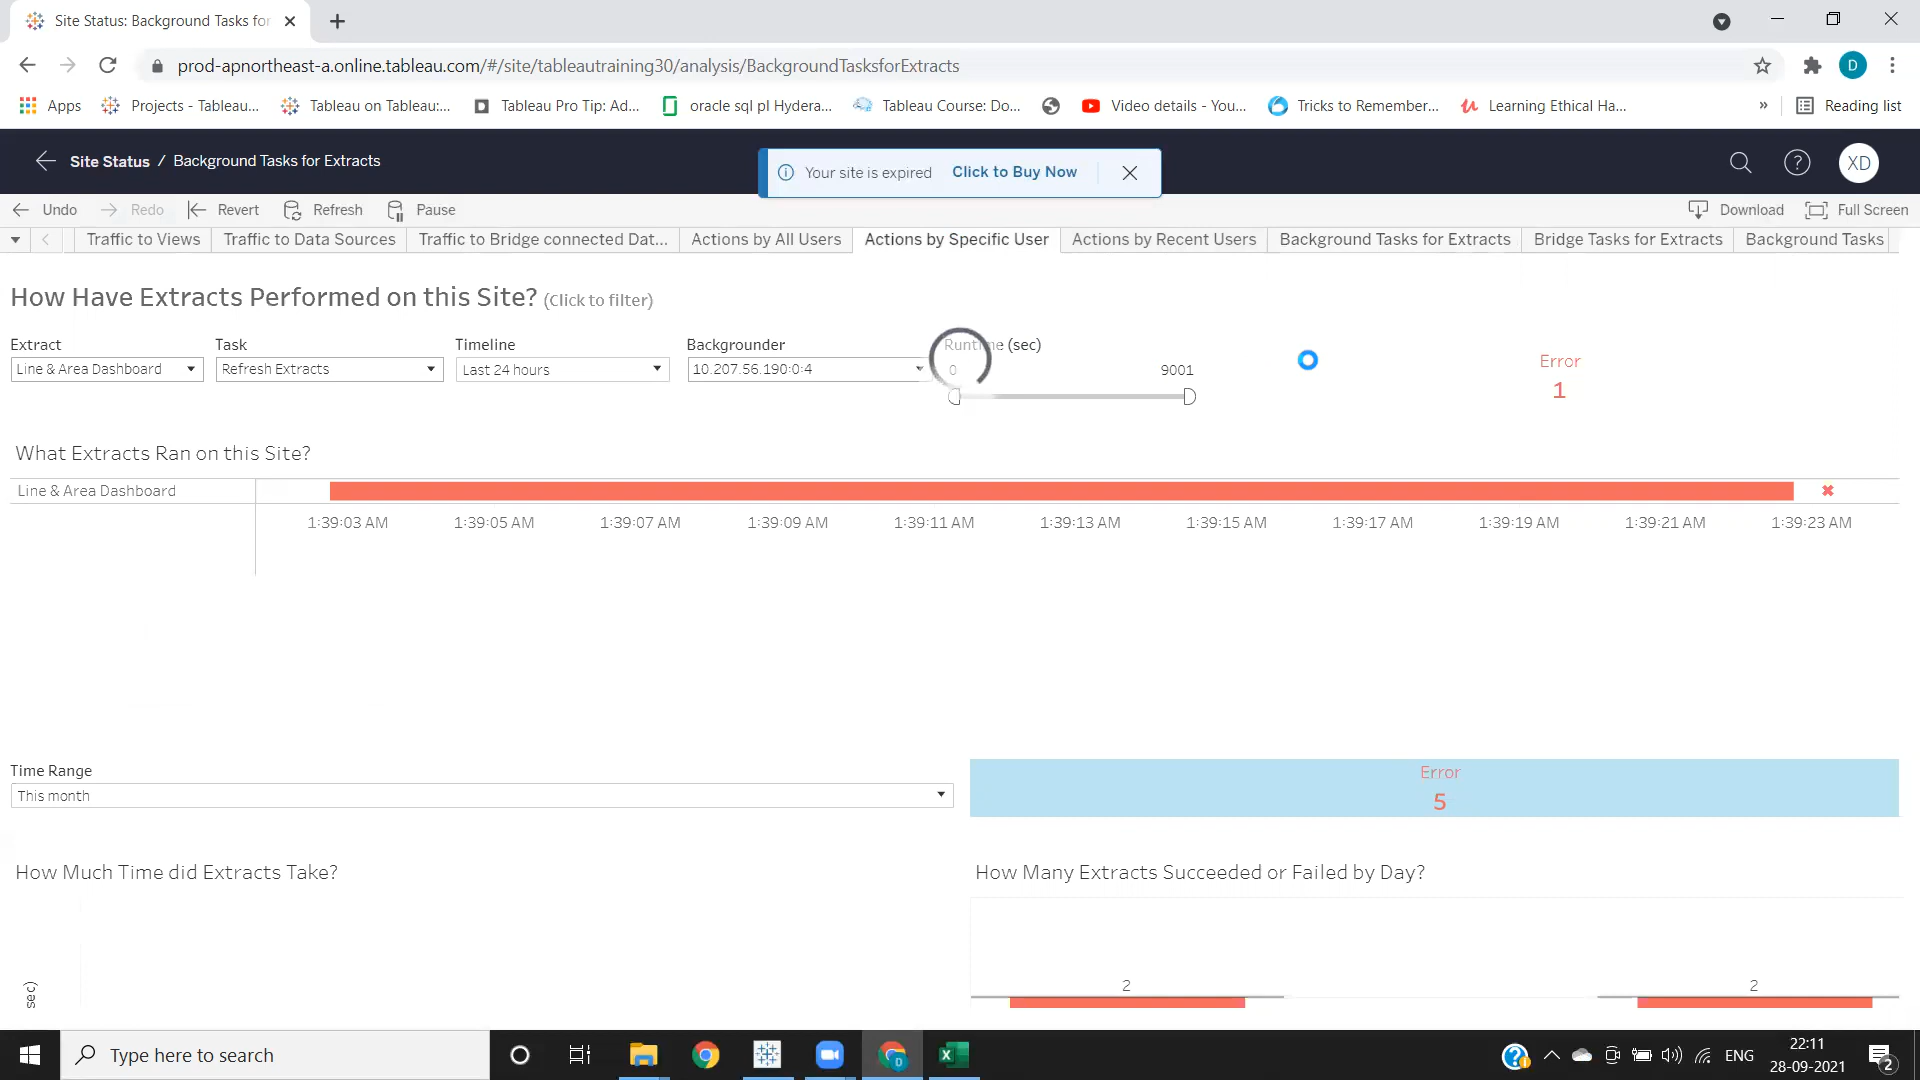 Site Status: Background Tasks for
prod-apnortheast-a.online.tableau.com/#/site/tableautraining30/analysis/BackgroundTasksforExtracts
D
Apps
Projects - Tableau...
Tableau on Tableau:...
Tableau Pro Tip: Ad...
oracle sql pl Hydera...
Tableau Course: Do...
Video details - You...
Tricks to Remember...
Learning Ethical Ha...
»
Reading list
Site Status / Background Tasks for Extracts
Your site is expired Click to Buy Now
XD
Undo
Redo
Revert
Refresh
Pause
Download
Full Screen
Traffic to Views
Traffic to Data Sources
Traffic to Bridge connected Dat...
Actions by All Users
Actions by Specific User
Actions by Recent Users
Background Tasks for Extracts
Bridge Tasks for Extracts
Background Tasks
How Have Extracts Performed on this Site? (Click to filter)
Extract
Task
Timeline
Backgrounder
Runtime (sec)
Error
Line & Area Dashboard
Refresh Extracts
Last 24 hours
10.207.56.190:0:4
0
9001
1
What Extracts Ran on this Site?
Line & Area Dashboard
1:39:03 AM
1:39:05 AM
1:39:07 AM
1:39:09 AM
1:39:11 AM
1:39:13 AM
1:39:15 AM
1:39:17 AM
1:39:19 AM
1:39:21 AM
1:39:23 AM
Time Range
This month
Error
5
How Much Time did Extracts Take?
How Many Extracts Succeeded or Failed by Day?
sec)
2
2
Type here to search
D
ENG
22:11
28-09-2021
2